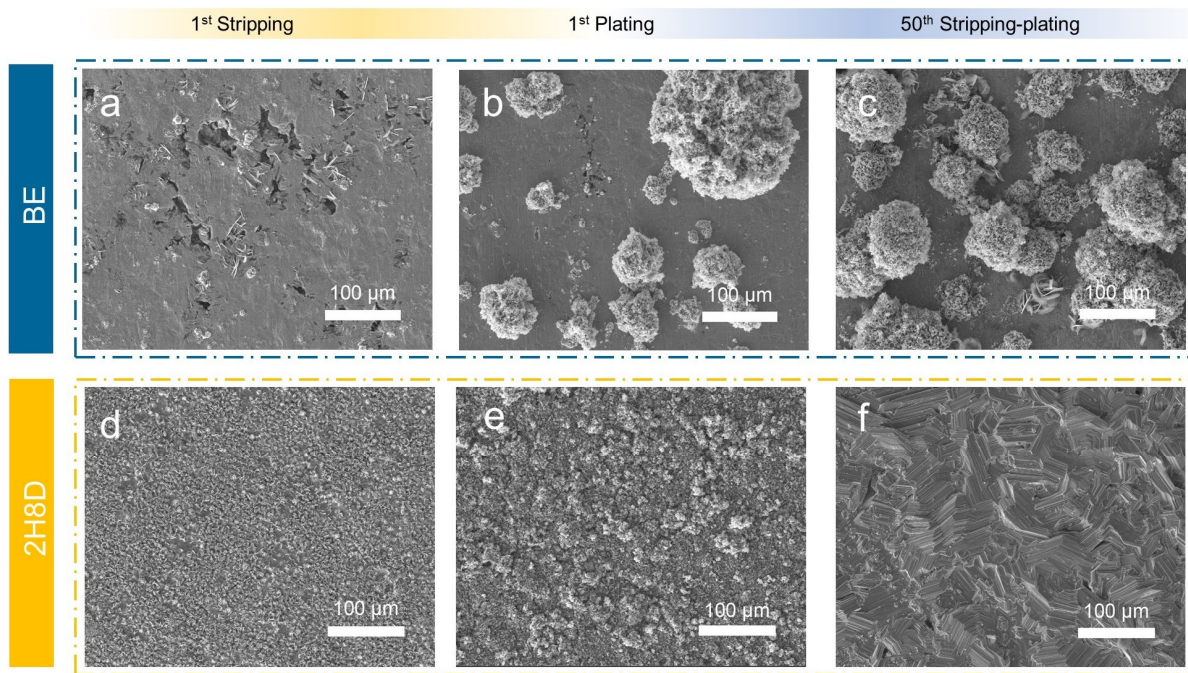 1st Stripping
1st Plating
50th Stripping-plating
BE
a
100 μm
b
100 μm
c
100 μm
2H8D
d
100 μm
e
100 μm
f
100 μm